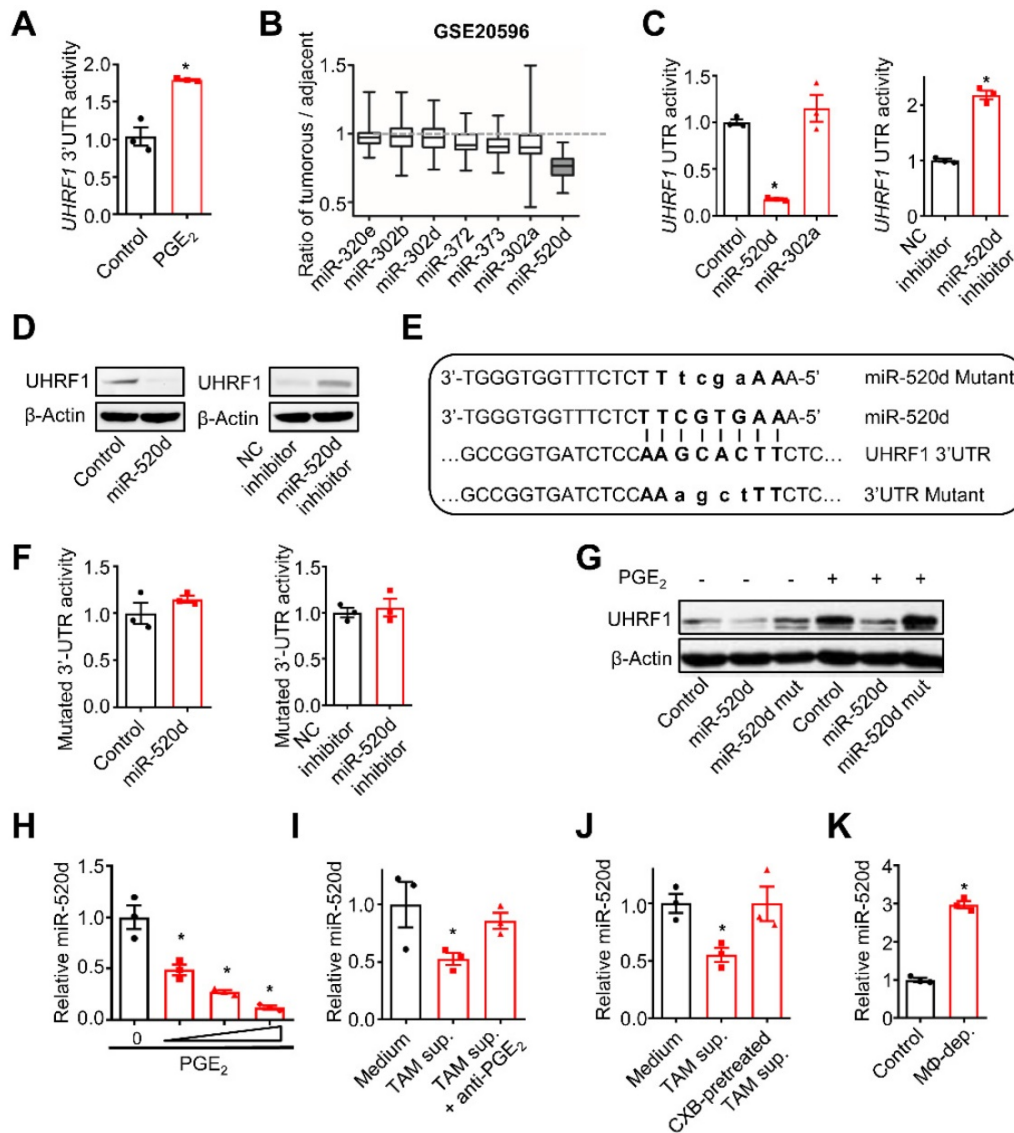 A
UHRF1 3'UTR activity
2.0
1.5
1.0
0.5
0.0
*
Control
PGE2
B
GSE20596
Ratio of tumorous / adjacent
1.5
1
0.5
miR-320e
miR-302b
miR-302d
miR-372
miR-373
miR-302a
miR-520d
C
UHRF1 UTR activity
1.5
1.0
0.5
0.0
*
Control
miR-520d
miR-302a
UHRF1 UTR activity
2
1
0
*
NC inhibitor
miR-520d inhibitor
D
UHRF1
β-Actin
Control
miR-520d
UHRF1
β-Actin
NC inhibitor
miR-520d inhibitor
E
3'-TGGGTGGTTTCTCTTTtcgaAAA-5' miR-520d Mutant
3'-TGGGTGGTTTCTCTTTCGTGAAA-5' miR-520d
...GCCGGTGATCTCCAAGCACTTCTC... UHRF1 3'UTR
...GCCGGTGATCTCCAAagctTTCTC... 3'UTR Mutant
F
Mutated 3'-UTR activity
1.5
1.0
0.5
0.0
Control
miR-520d
Mutated 3'-UTR activity
1.5
1.0
0.5
0.0
NC inhibitor
miR-520d inhibitor
G
PGE2 - - - + + +
UHRF1
β-Actin
Control
miR-520d
miR-520d mut
Control
miR-520d
miR-520d mut
H
Relative miR-520d
1.5
1.0
0.5
0.0
*
*
*
0
PGE2
I
Relative miR-520d
1.5
1.0
0.5
0.0
*
Medium
TAM sup.
TAM sup.
+ anti-PGE2
J
Relative miR-520d
1.5
1.0
0.5
0.0
*
Medium
TAM sup.
CXB-pretreated
TAM sup.
K
Relative miR-520d
4
3
2
1
0
*
Control
MΦ-dep.